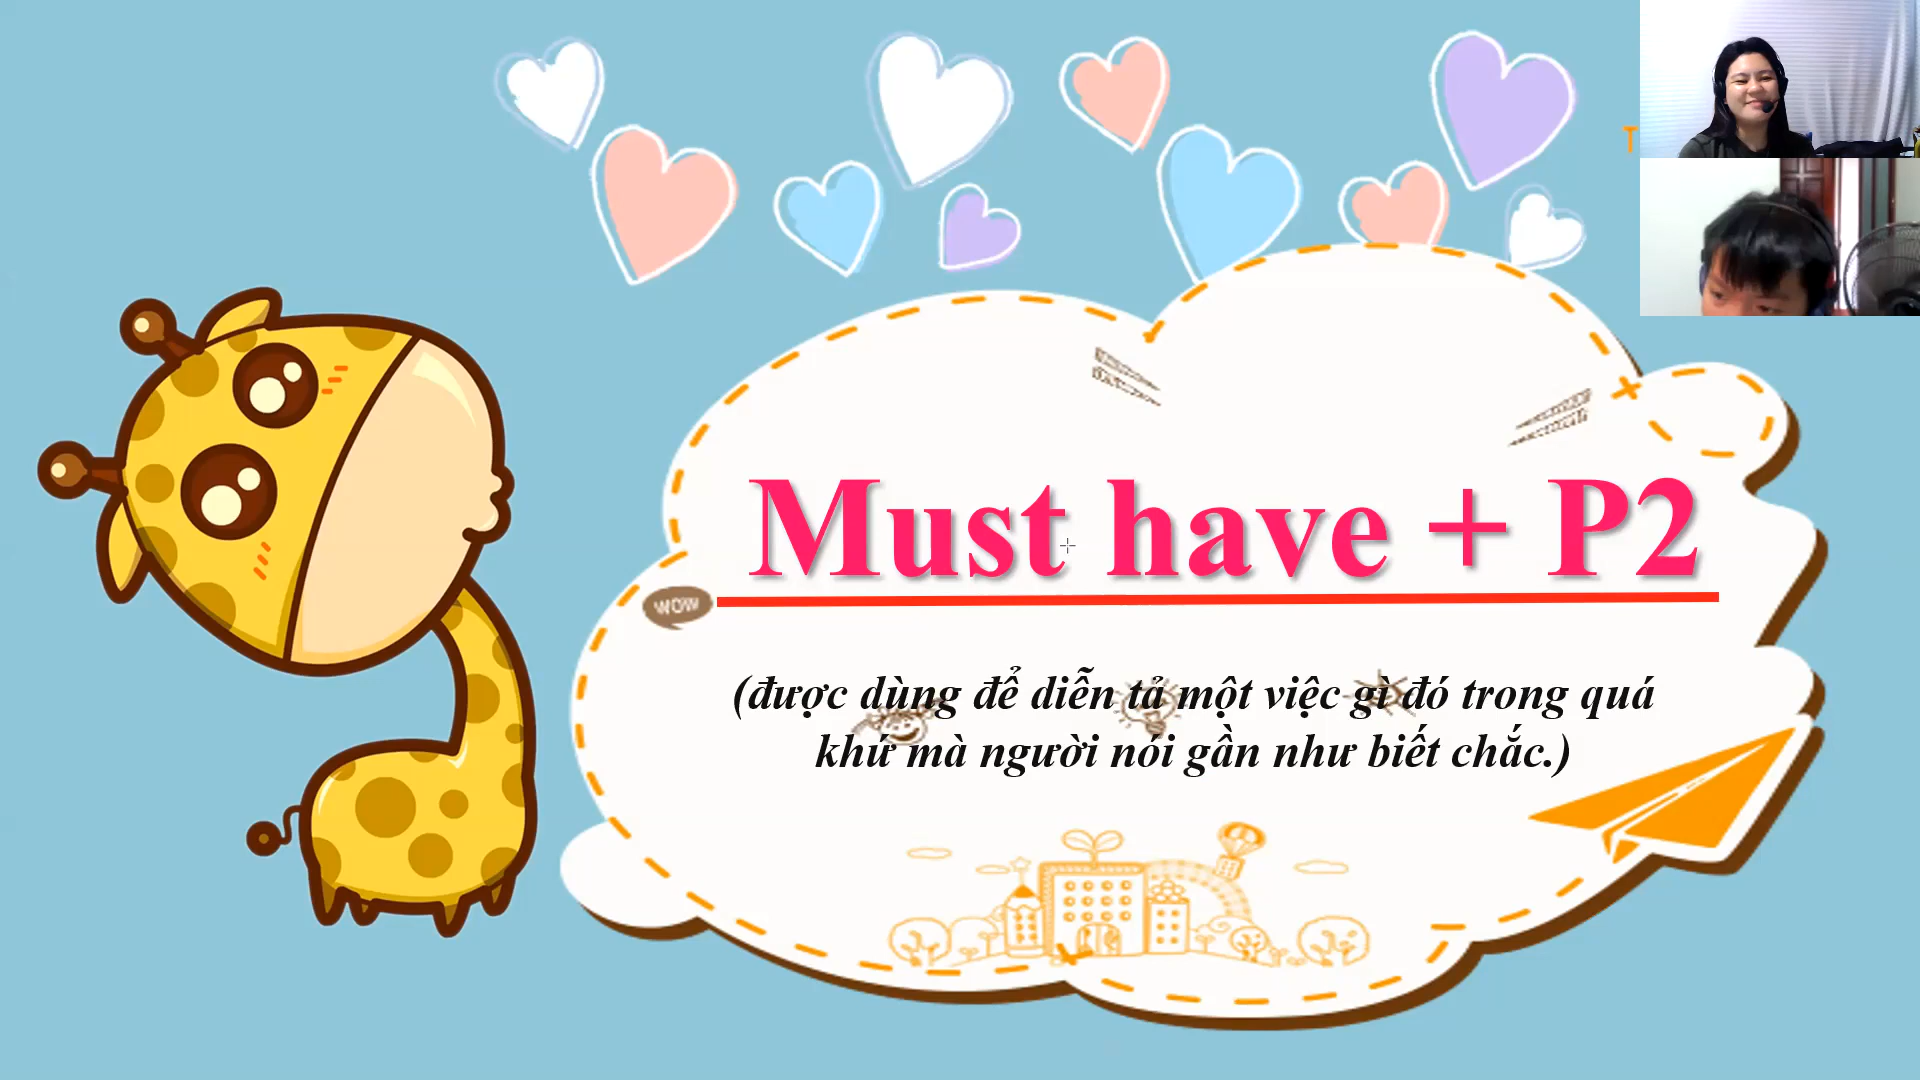 T
Must have + P2
WOW
(được dùng để diễn tả một việc gì đó trong quá
khứ mà người nói gần như biết chắc.)